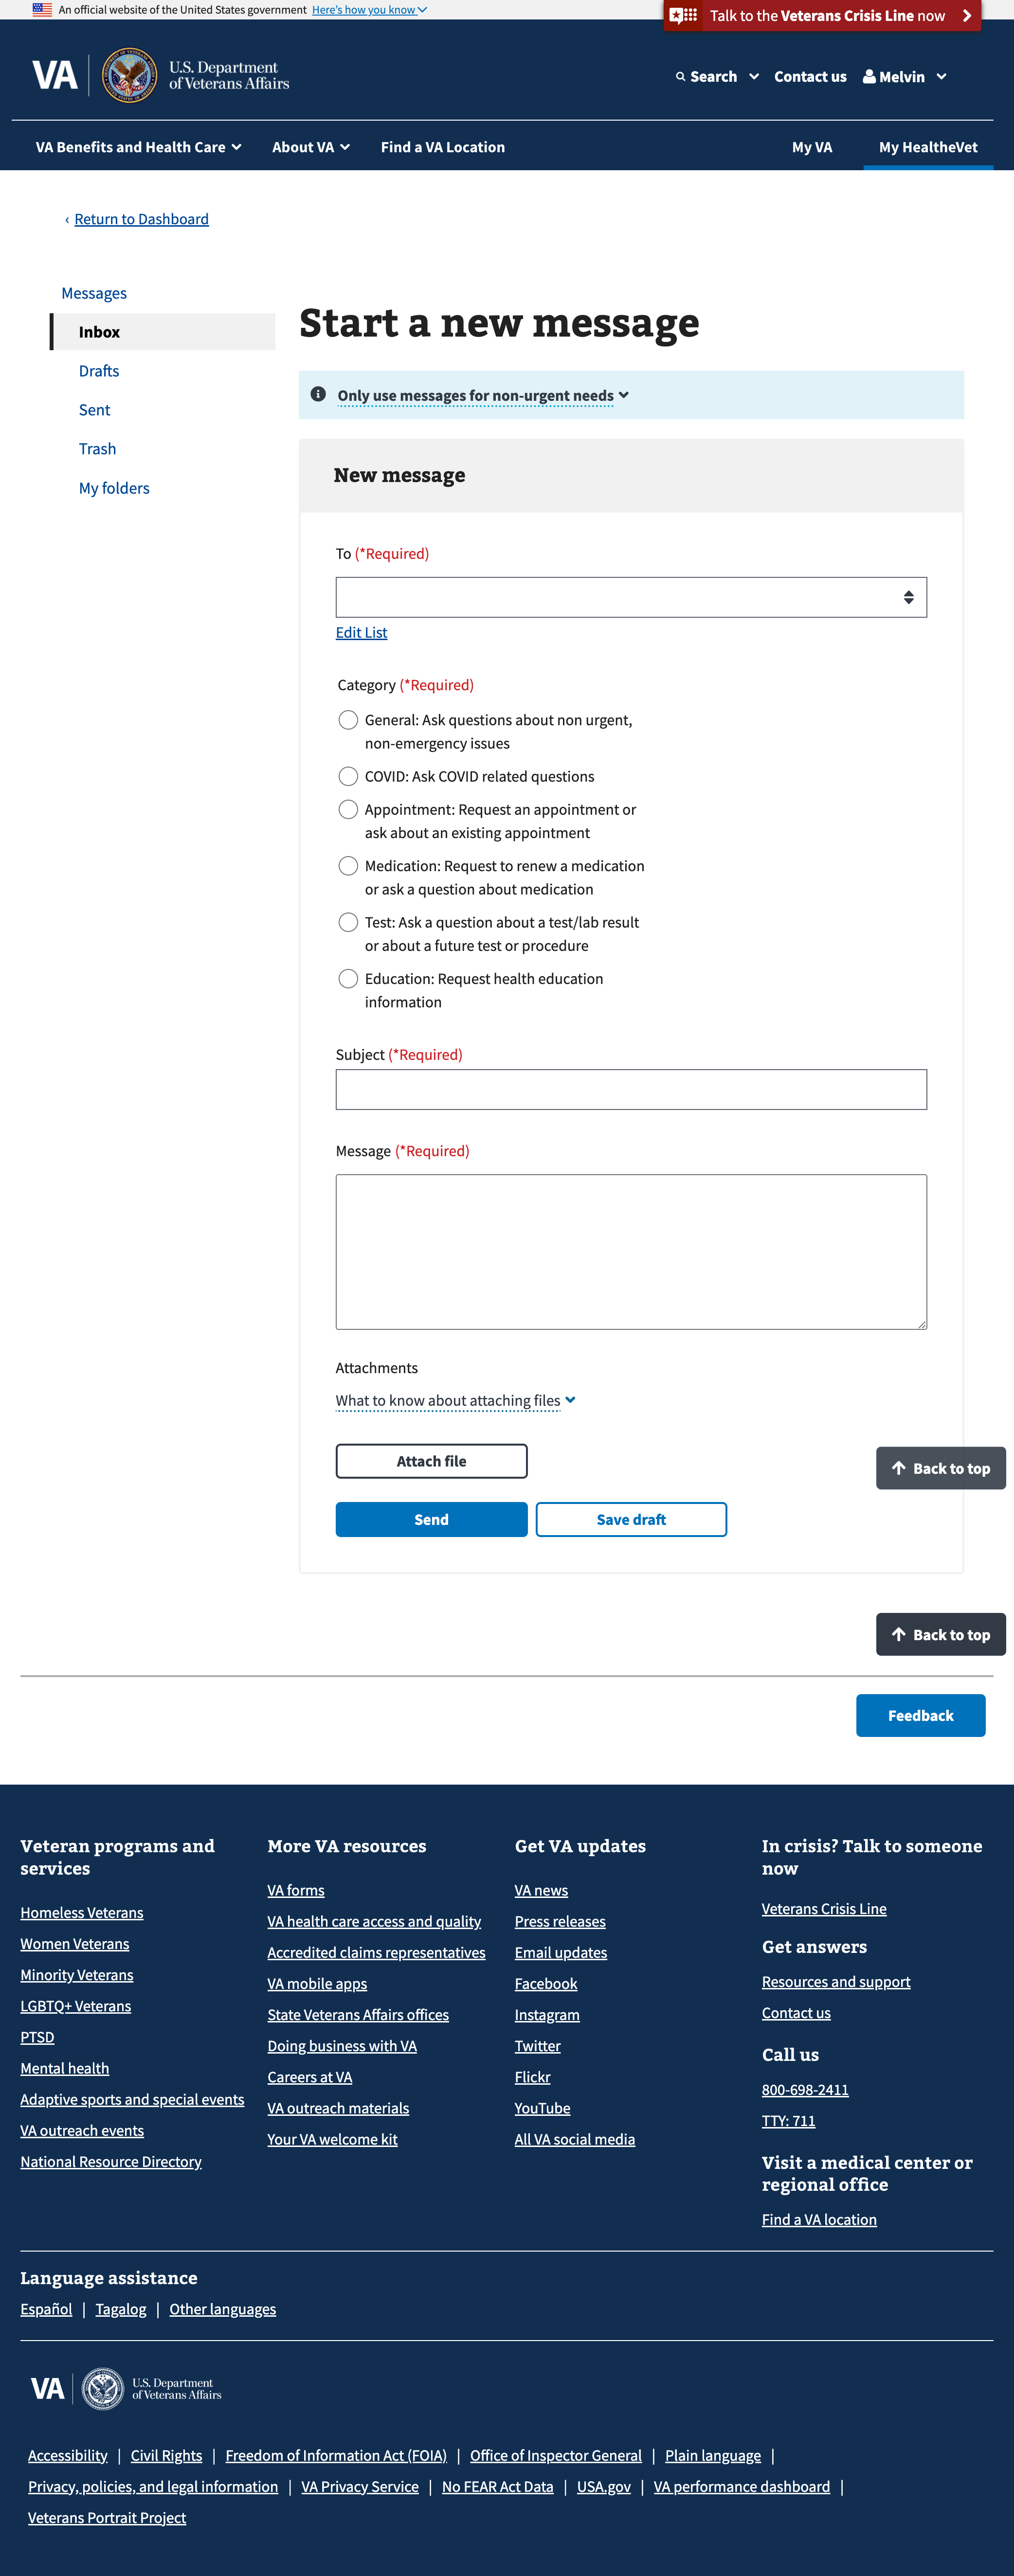 An official website of the United States government Here's how you know
Talk to the Veterans Crisis Line now
VA U.S. Department
of Veterans Affairs
Search Contact us Melvin
VA Benefits and Health Care About VA Find a VA Location My VA My HealtheVet
‹ Return to Dashboard
Messages
Inbox
Drafts
Sent
Trash
My folders
Start a new message
Only use messages for non-urgent needs
New message
To (*Required)
Edit List
Category (*Required)
General: Ask questions about non urgent,
non-emergency issues
COVID: Ask COVID related questions
Appointment: Request an appointment or
ask about an existing appointment
Medication: Request to renew a medication
or ask a question about medication
Test: Ask a question about a test/lab result
or about a future test or procedure
Education: Request health education
information
Subject (*Required)
Message (*Required)
Attachments
What to know about attaching files
Attach file
Back to top
Send Save draft
Back to top
Feedback
Veteran programs and
services
Homeless Veterans
Women Veterans
Minority Veterans
LGBTQ+ Veterans
PTSD
Mental health
Adaptive sports and special events
VA outreach events
National Resource Directory
More VA resources
VA forms
VA health care access and quality
Accredited claims representatives
VA mobile apps
State Veterans Affairs offices
Doing business with VA
Careers at VA
VA outreach materials
Your VA welcome kit
Get VA updates
VA news
Press releases
Email updates
Facebook
Instagram
Twitter
Flickr
YouTube
All VA social media
In crisis? Talk to someone
now
Veterans Crisis Line
Get answers
Resources and support
Contact us
Call us
800-698-2411
TTY: 711
Visit a medical center or
regional office
Find a VA location
Language assistance
Español | Tagalog | Other languages
VA U.S. Department
of Veterans Affairs
Accessibility | Civil Rights | Freedom of Information Act (FOIA) | Office of Inspector General | Plain language |
Privacy, policies, and legal information | VA Privacy Service | No FEAR Act Data | USA.gov | VA performance dashboard |
Veterans Portrait Project